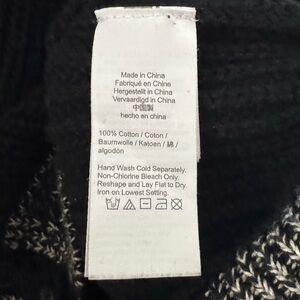 Made in China
Fabriqué en Chine
Hergestellt in China
Vervaardigd in China
中国製
hecho en china
100% Cotton / Coton /
Baumwolle / Katoen / 綿 /
algodón
Hand Wash Cold Separately.
Non-Chlorine Bleach Only.
Reshape and Lay Flat to Dry.
Iron on Lowest Setting.